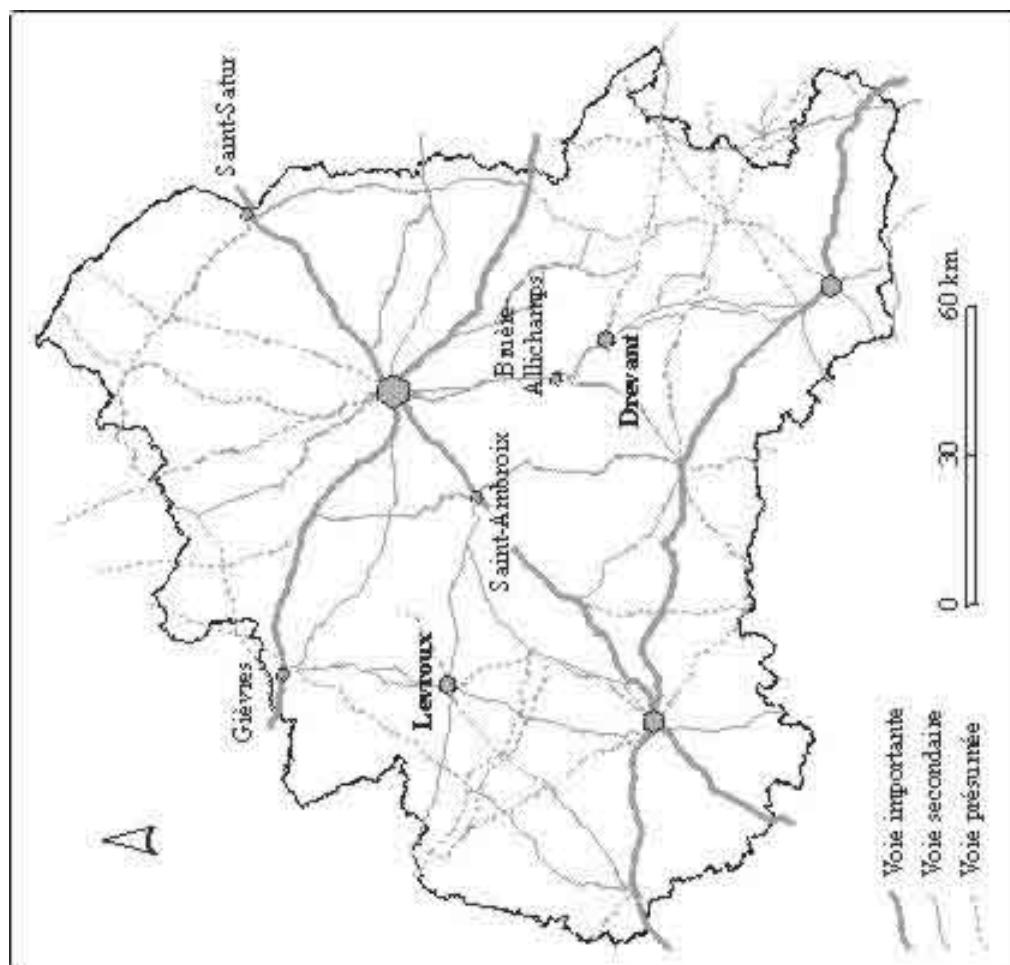 Saint-Satur
Gièvres
Bruère-
Allichamps
Saint-Ambroix
Levroux
Drevant
0 30 60 km
Voie importante
Voie secondaire
Voie présumée